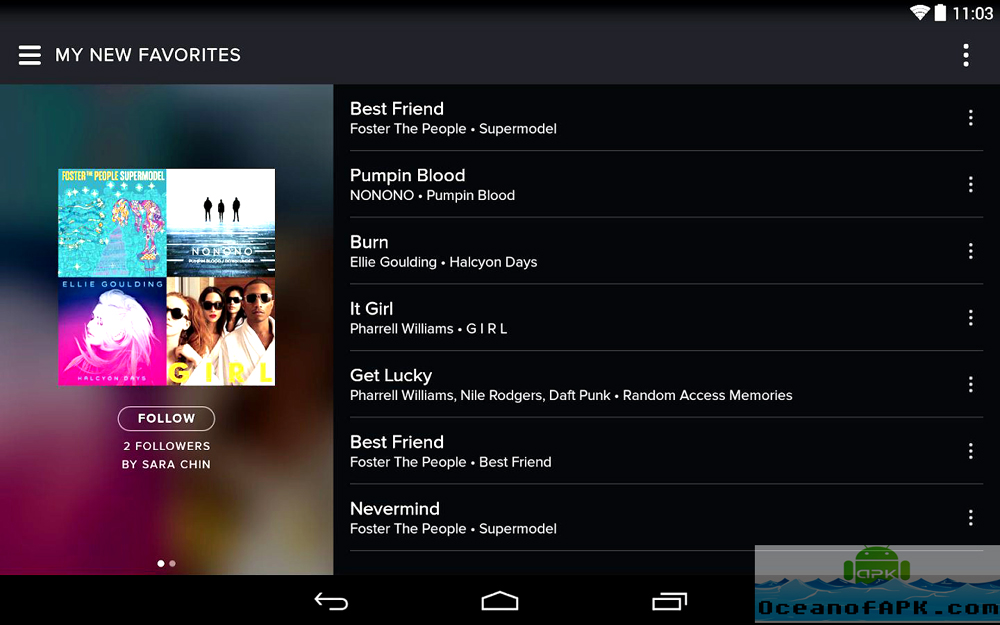 11:03
MY NEW FAVORITES
FOSTER THE PEOPLE SUPERMODEL
NONONO
ELLIE GOULDING
HALCYON DAYS
GIRL
FOLLOW
2 FOLLOWERS
BY SARA CHIN
Best Friend
Foster The People • Supermodel
Pumpin Blood
NONONO • Pumpin Blood
Burn
Ellie Goulding • Halcyon Days
It Girl
Pharrell Williams • G I R L
Get Lucky
Pharrell Williams, Nile Rodgers, Daft Punk • Random Access Memories
Best Friend
Foster The People • Best Friend
Nevermind
Foster The People • Supermodel
APK
OceanofAPK.com